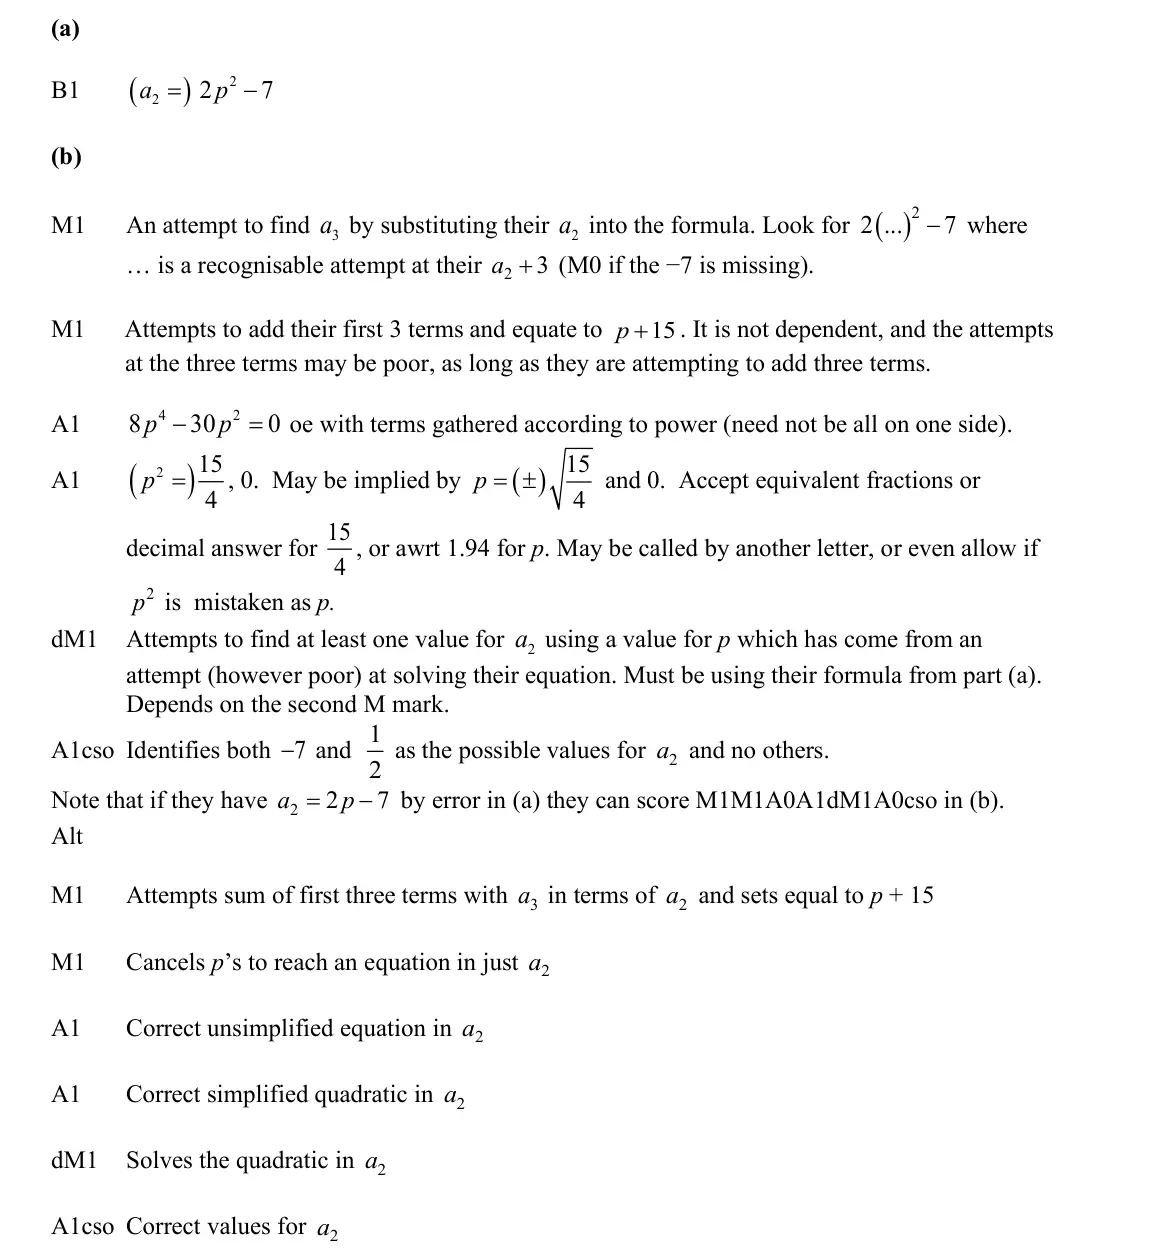 (a)
B1 (a₂ =) 2p² − 7
(b)
M1 An attempt to find a₃ by substituting their a₂ into the formula. Look for 2(...)² − 7 where
… is a recognisable attempt at their a₂ + 3 (M0 if the −7 is missing).
M1 Attempts to add their first 3 terms and equate to p + 15. It is not dependent, and the attempts
at the three terms may be poor, as long as they are attempting to add three terms.
A1 8p⁴ − 30p² = 0 oe with terms gathered according to power (need not be all on one side).
A1 (p² =) 15/4, 0. May be implied by p = (±)√(15/4) and 0. Accept equivalent fractions or
decimal answer for 15/4, or awrt 1.94 for p. May be called by another letter, or even allow if
p² is mistaken as p.
dM1 Attempts to find at least one value for a₂ using a value for p which has come from an
attempt (however poor) at solving their equation. Must be using their formula from part (a).
Depends on the second M mark.
A1cso Identifies both −7 and 1/2 as the possible values for a₂ and no others.
Note that if they have a₂ = 2p − 7 by error in (a) they can score M1M1A0A1dM1A0cso in (b).
Alt
M1 Attempts sum of first three terms with a₃ in terms of a₂ and sets equal to p + 15
M1 Cancels p’s to reach an equation in just a₂
A1 Correct unsimplified equation in a₂
A1 Correct simplified quadratic in a₂
dM1 Solves the quadratic in a₂
A1cso Correct values for a₂